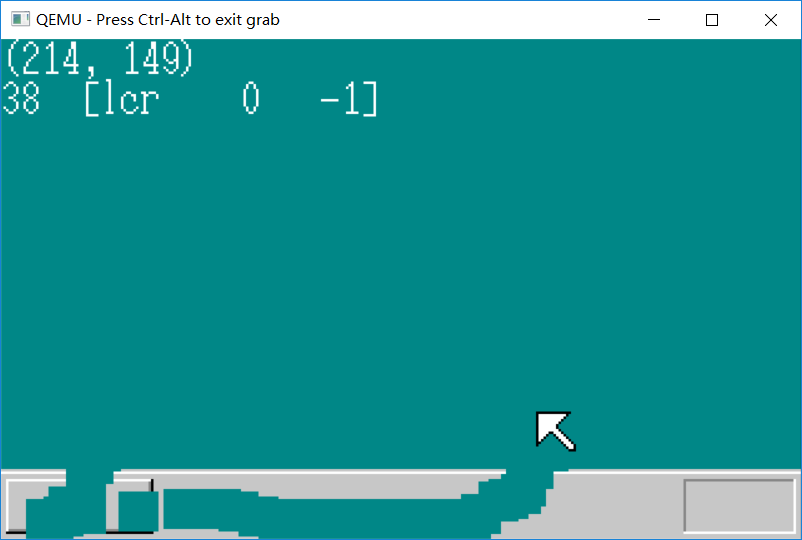 QEMU - Press Ctrl-Alt to exit grab
(214, 149)
38 [lcr 0 -1]